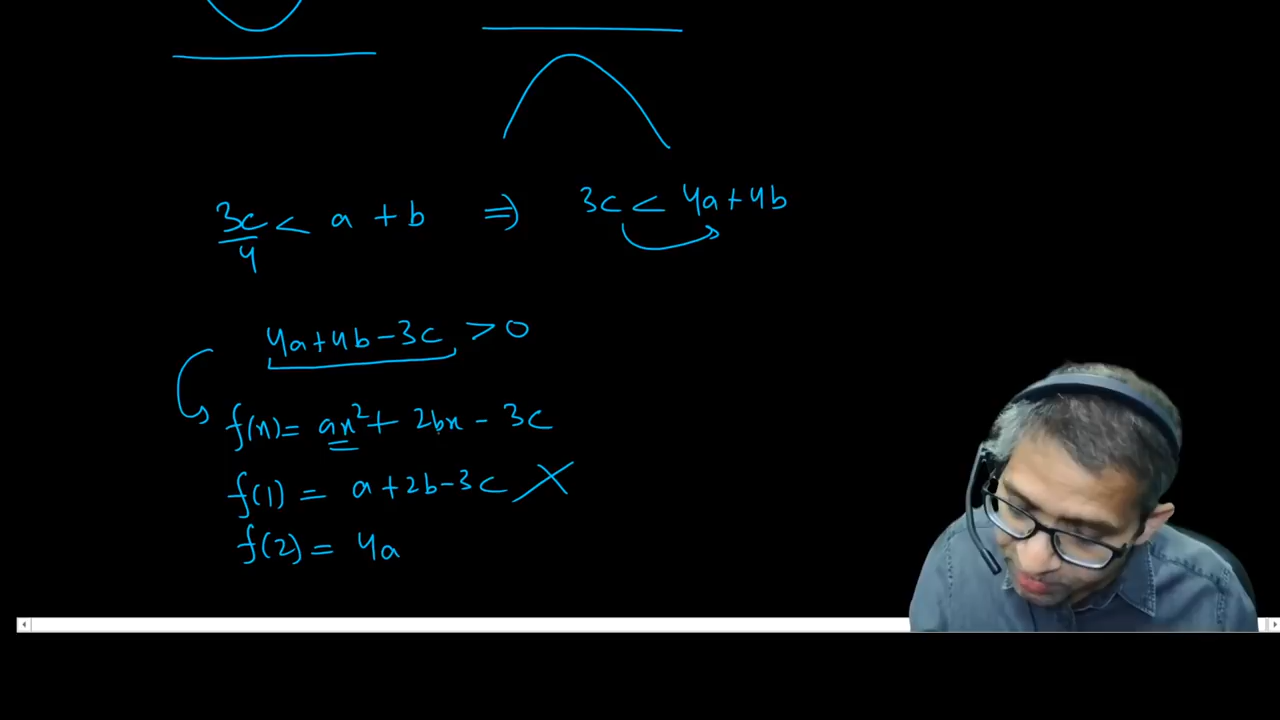 3c/4 < a + b ⇒ 3c < 4a + 4b
4a + 4b - 3c > 0
f(x) = ax² + 2bx - 3c
f(1) = a + 2b - 3c
f(2) = 4a